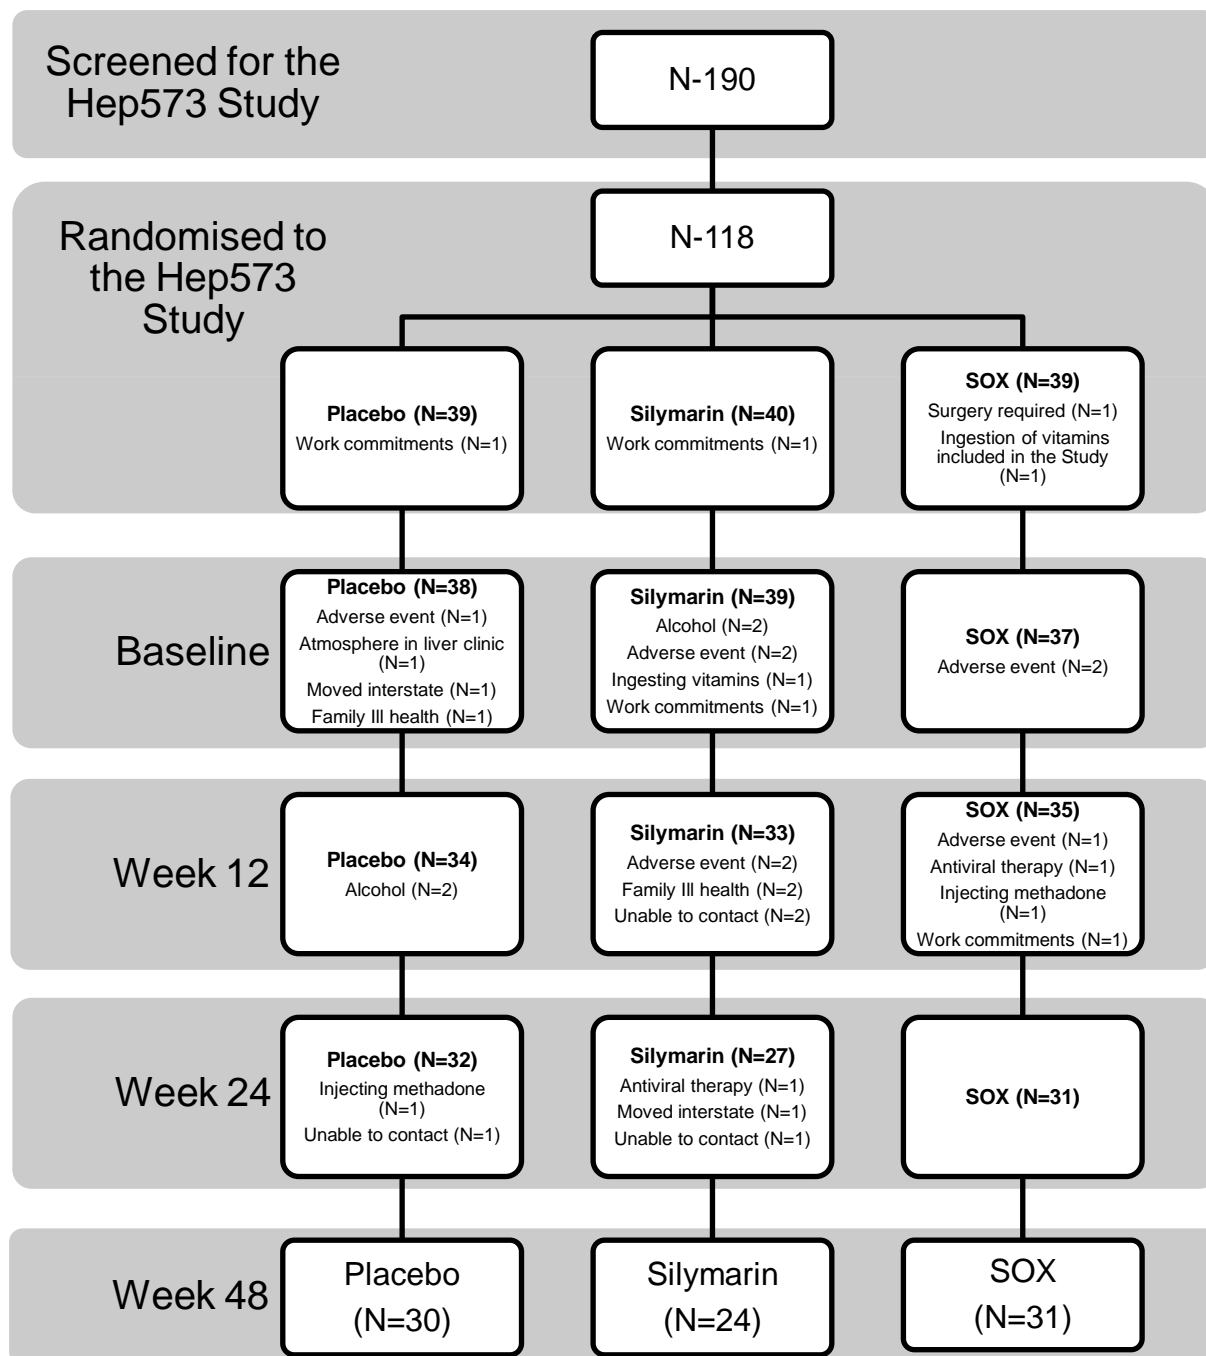 Screened for the
Hep573 Study
N-190
Randomised to
the Hep573
Study
N-118
Placebo (N=39)
Work commitments (N=1)
Silymarin (N=40)
Work commitments (N=1)
SOX (N=39)
Surgery required (N=1)
Ingestion of vitamins
included in the Study
(N=1)
Baseline
Placebo (N=38)
Adverse event (N=1)
Atmosphere in liver clinic
(N=1)
Moved interstate (N=1)
Family Ill health (N=1)
Silymarin (N=39)
Alcohol (N=2)
Adverse event (N=2)
Ingesting vitamins (N=1)
Work commitments (N=1)
SOX (N=37)
Adverse event (N=2)
Week 12
Placebo (N=34)
Alcohol (N=2)
Silymarin (N=33)
Adverse event (N=2)
Family Ill health (N=2)
Unable to contact (N=2)
SOX (N=35)
Adverse event (N=1)
Antiviral therapy (N=1)
Injecting methadone
(N=1)
Work commitments (N=1)
Week 24
Placebo (N=32)
Injecting methadone
(N=1)
Unable to contact (N=1)
Silymarin (N=27)
Antiviral therapy (N=1)
Moved interstate (N=1)
Unable to contact (N=1)
SOX (N=31)
Week 48
Placebo
(N=30)
Silymarin
(N=24)
SOX
(N=31)